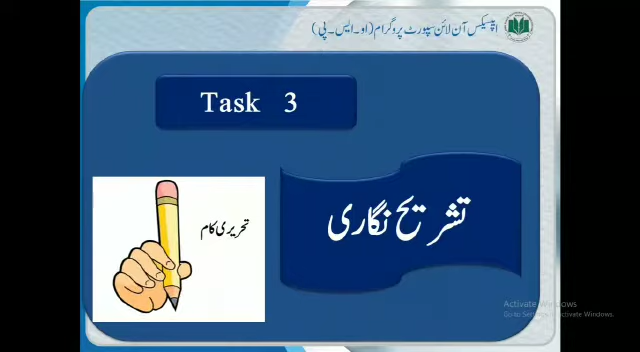 اپسیکس آن لائن سپورٹ پروگرام (او۔ایس۔پی)
Task 3
تشریح نگاری
تحریری کام
Activate Windows
Go to Settings to activate Windows.